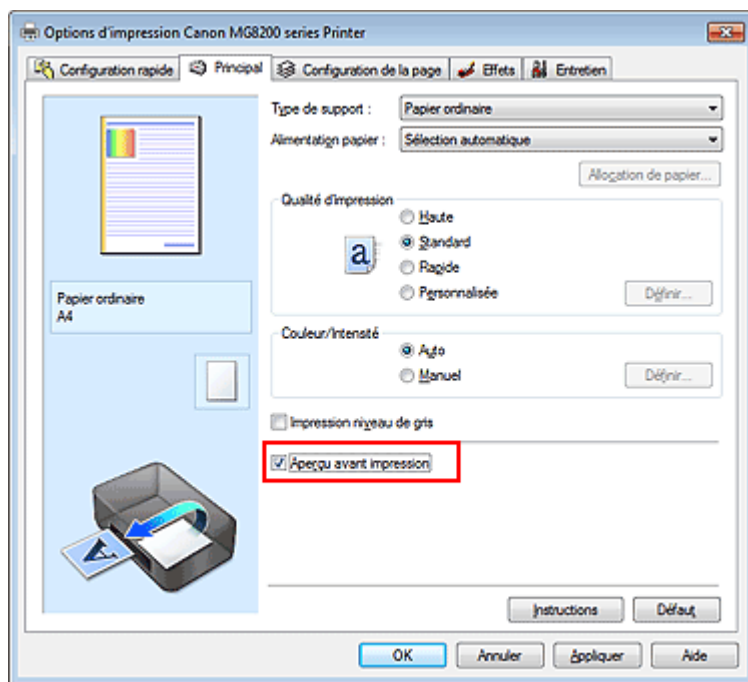 Options d'impression Canon MG8200 series Printer
Configuration rapide Principal Configuration de la page Effets Entretien
Type de support : Papier ordinaire
Alimentation papier : Sélection automatique
Allocation de papier...
Qualité d'impression
Haute
a Standard
Rapide
Personnalisée Définir...
Papier ordinaire
A4
Couleur/Intensité
Auto
Manuel Définir...
Impression niveau de gris
Aperçu avant impression
A
Instructions Défaut
OK Annuler Appliquer Aide